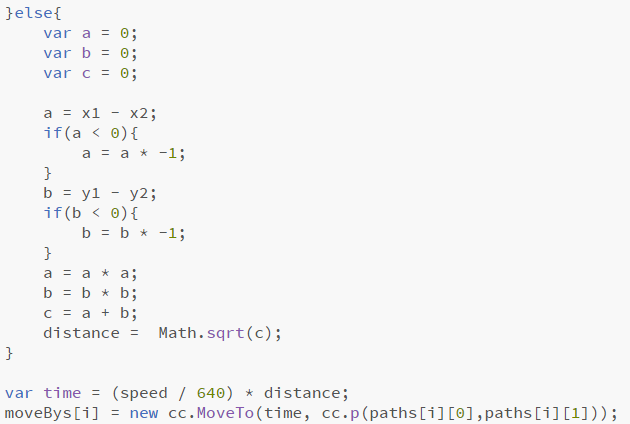 }else{
    var a = 0;
    var b = 0;
    var c = 0;

    a = x1 - x2;
    if(a < 0){
        a = a * -1;
    }
    b = y1 - y2;
    if(b < 0){
        b = b * -1;
    }
    a = a * a;
    b = b * b;
    c = a + b;
    distance =  Math.sqrt(c);
}

var time = (speed / 640) * distance;
moveBys[i] = new cc.MoveTo(time, cc.p(paths[i][0],paths[i][1]));